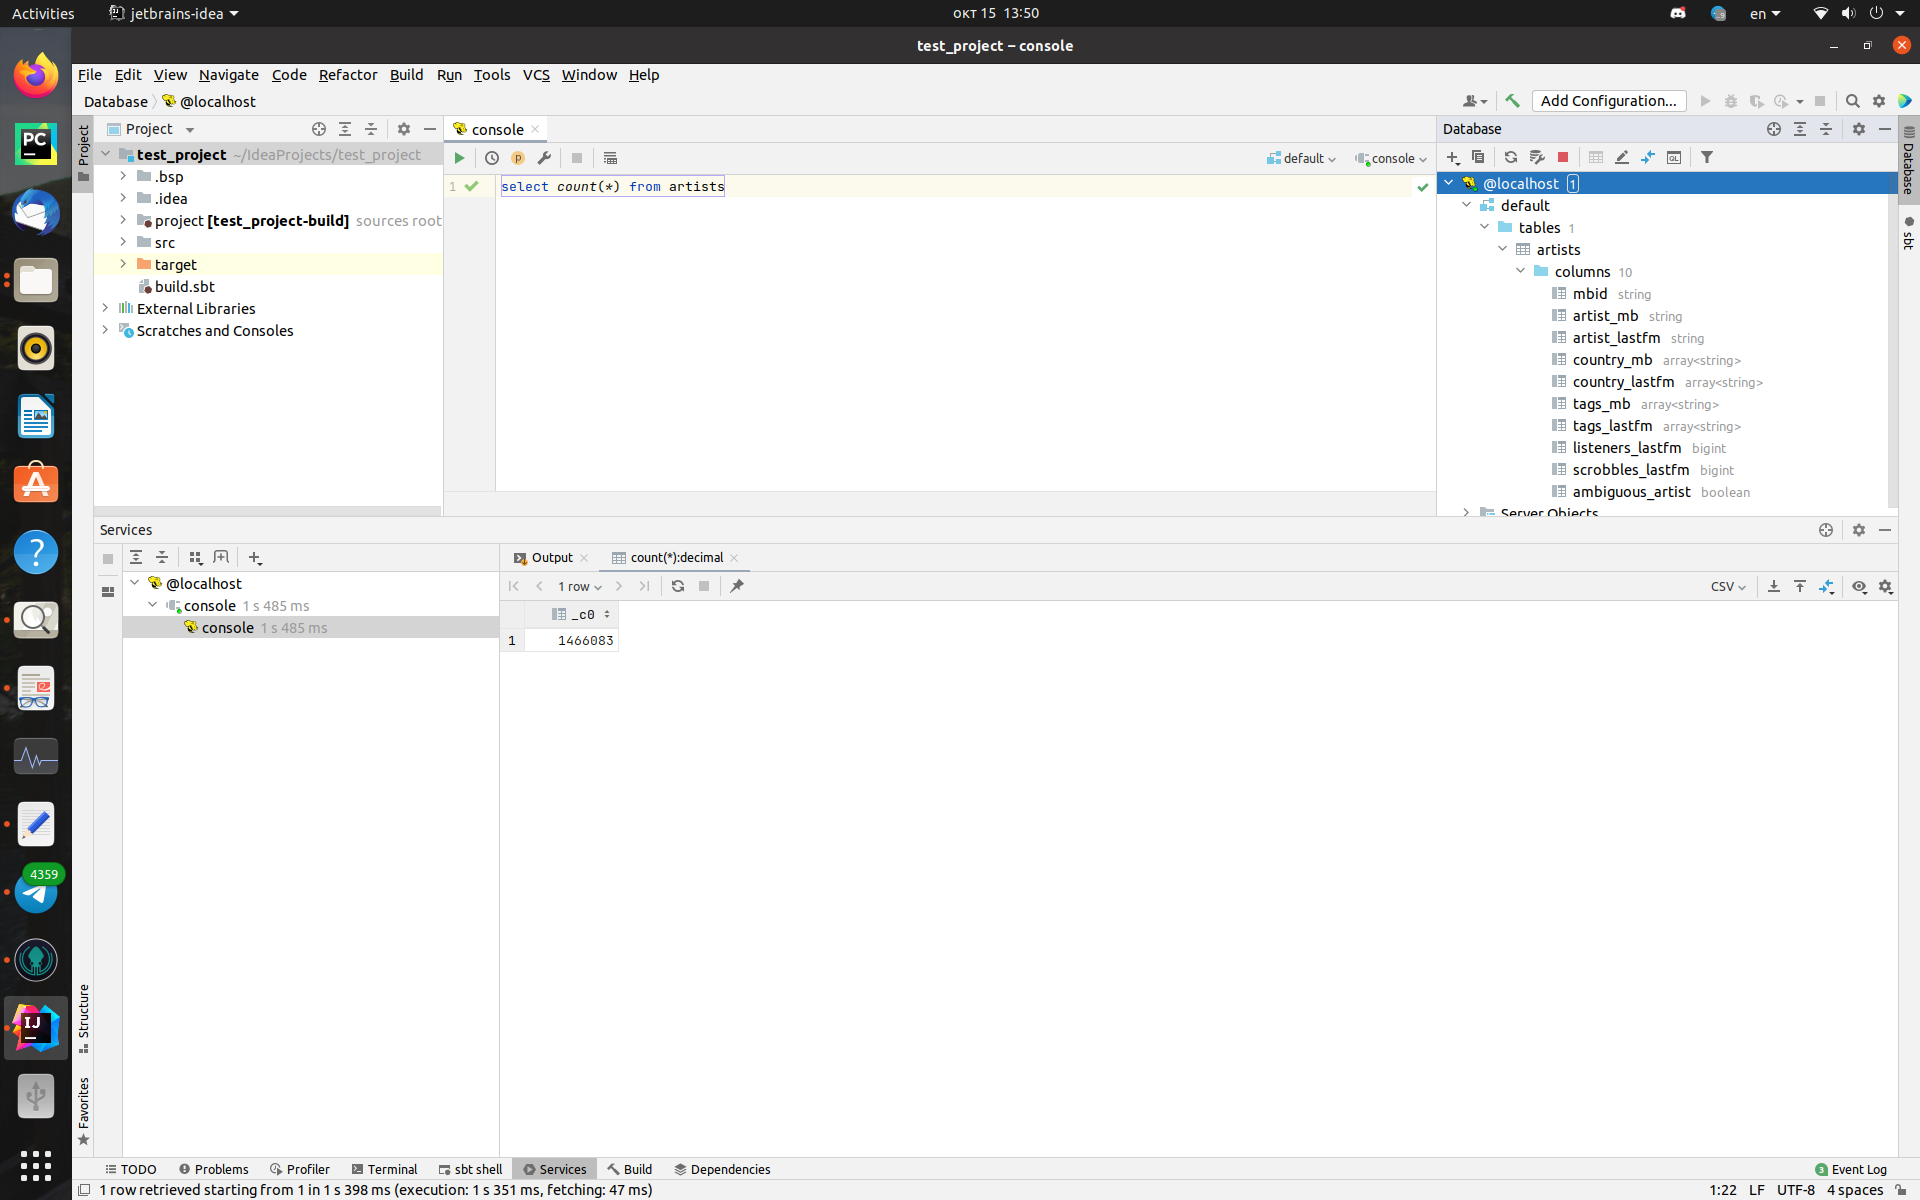 Activities
jetbrains-idea
окт 15 13:50
en
test_project – console
File Edit View Navigate Code Refactor Build Run Tools VCS Window Help
Database @localhost
Add Configuration...
Project
Project
test_project ~/IdeaProjects/test_project
.bsp
.idea
project [test_project-build] sources root
src
target
build.sbt
External Libraries
Scratches and Consoles
console
default
console
1 select count(*) from artists
Database
@localhost 1
default
tables 1
artists
columns 10
mbid string
artist_mb string
artist_lastfm string
country_mb array<string>
country_lastfm array<string>
tags_mb array<string>
tags_lastfm array<string>
listeners_lastfm bigint
scrobbles_lastfm bigint
ambiguous_artist boolean
Server Objects
Database
sbt
Services
@localhost
console 1 s 485 ms
console 1 s 485 ms
Output
count(*):decimal
1 row
CSV
_c0
1 1466083
PC
4359
IJ
Structure
Favorites
TODO Problems Profiler Terminal sbt shell Services Build Dependencies
3 Event Log
1 row retrieved starting from 1 in 1 s 398 ms (execution: 1 s 351 ms, fetching: 47 ms)
1:22 LF UTF-8 4 spaces